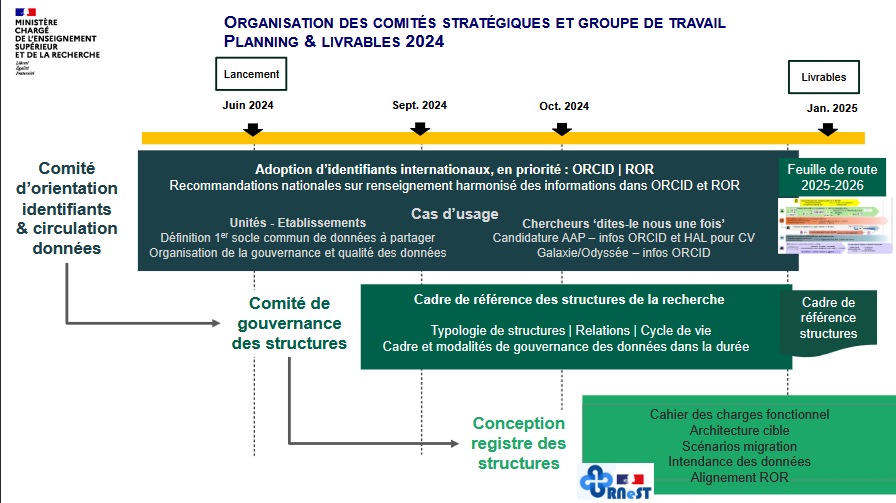 MINISTÈRE
CHARGÉ
DE L'ENSEIGNEMENT
SUPÉRIEUR
ET DE LA RECHERCHE
Liberté
Égalité
Fraternité
ORGANISATION DES COMITÉS STRATÉGIQUES ET GROUPE DE TRAVAIL
PLANNING & LIVRABLES 2024
Lancement
Livrables
Juin 2024
Sept. 2024
Oct. 2024
Jan. 2025
Comité
d'orientation
identifiants
& circulation
données
Adoption d'identifiants internationaux, en priorité : ORCID | ROR
Recommandations nationales sur renseignement harmonisé des informations dans ORCID et ROR
Cas d'usage
Unités - Etablissements
Définition 1er socle commun de données à partager
Organisation de la gouvernance et qualité des données
Chercheurs 'dites-le nous une fois'
Candidature AAP – infos ORCID et HAL pour CV
Galaxie/Odyssée – infos ORCID
Feuille de route
2025-2026
Comité de
gouvernance
des structures
Cadre de référence des structures de la recherche
Typologie de structures | Relations | Cycle de vie
Cadre et modalités de gouvernance des données dans la durée
Cadre de
référence
structures
Conception
registre des
structures
Cahier des charges fonctionnel
Architecture cible
Scénarios migration
Intendance des données
Alignement ROR
RNeST